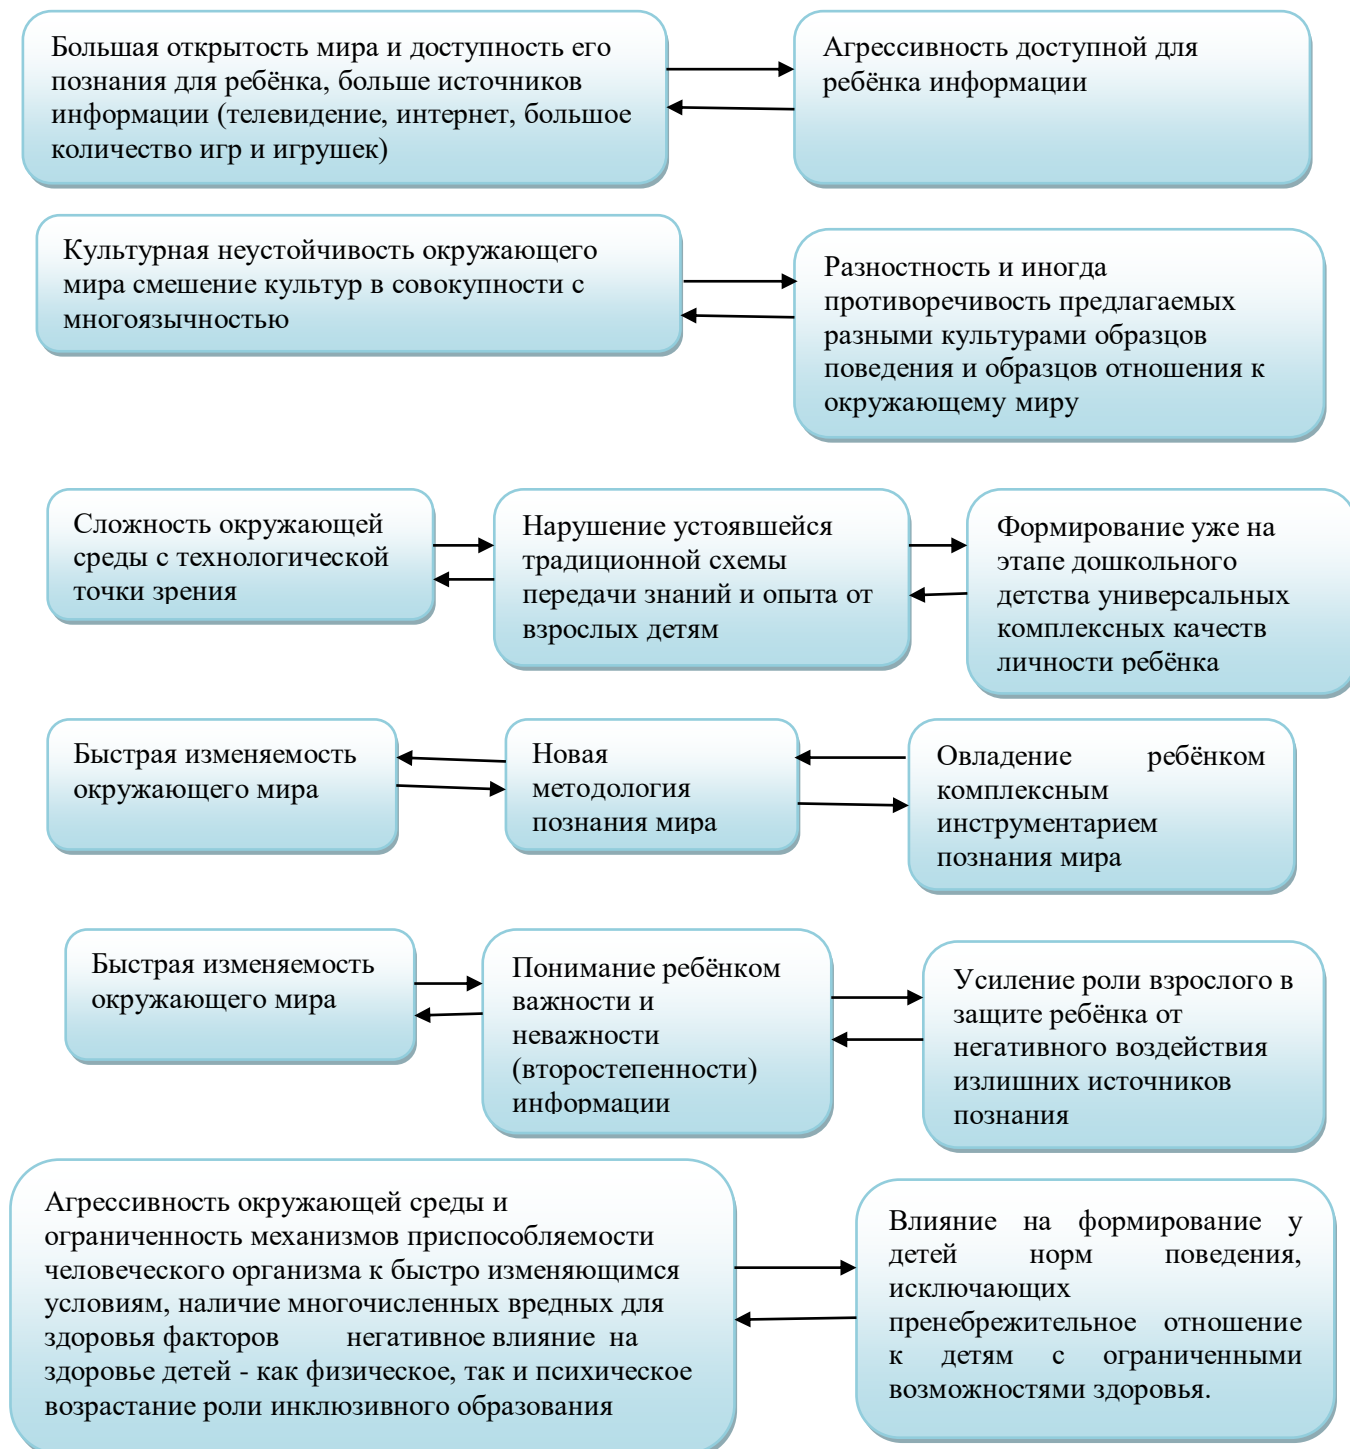 Большая открытость мира и доступность его
познания для ребёнка, больше источников
информации (телевидение, интернет, большое
количество игр и игрушек)
Агрессивность доступной для
ребёнка информации
Культурная неустойчивость окружающего
мира смешение культур в совокупности с
многоязычностью
Разностность и иногда
противоречивость предлагаемых
разными культурами образцов
поведения и образцов отношения к
окружающему миру
Сложность окружающей
среды с технологической
точки зрения
Нарушение устоявшейся
традиционной схемы
передачи знаний и опыта от
взрослых детям
Формирование уже на
этапе дошкольного
детства универсальных
комплексных качеств
личности ребёнка
Быстрая изменяемость
окружающего мира
Новая
методология
познания мира
Овладение ребёнком
комплексным
инструментарием
познания мира
Быстрая изменяемость
окружающего мира
Понимание ребёнком
важности и
неважности
(второстепенности)
информации
Усиление роли взрослого в
защите ребёнка от
негативного воздействия
излишних источников
познания
Агрессивность окружающей среды и
ограниченность механизмов приспособляемости
человеческого организма к быстро изменяющимся
условиям, наличие многочисленных вредных для
здоровья факторов негативное влияние на
здоровье детей - как физическое, так и психическое
возрастание роли инклюзивного образования
Влияние на формирование у
детей норм поведения,
исключающих
пренебрежительное отношение
к детям с ограниченными
возможностями здоровья.